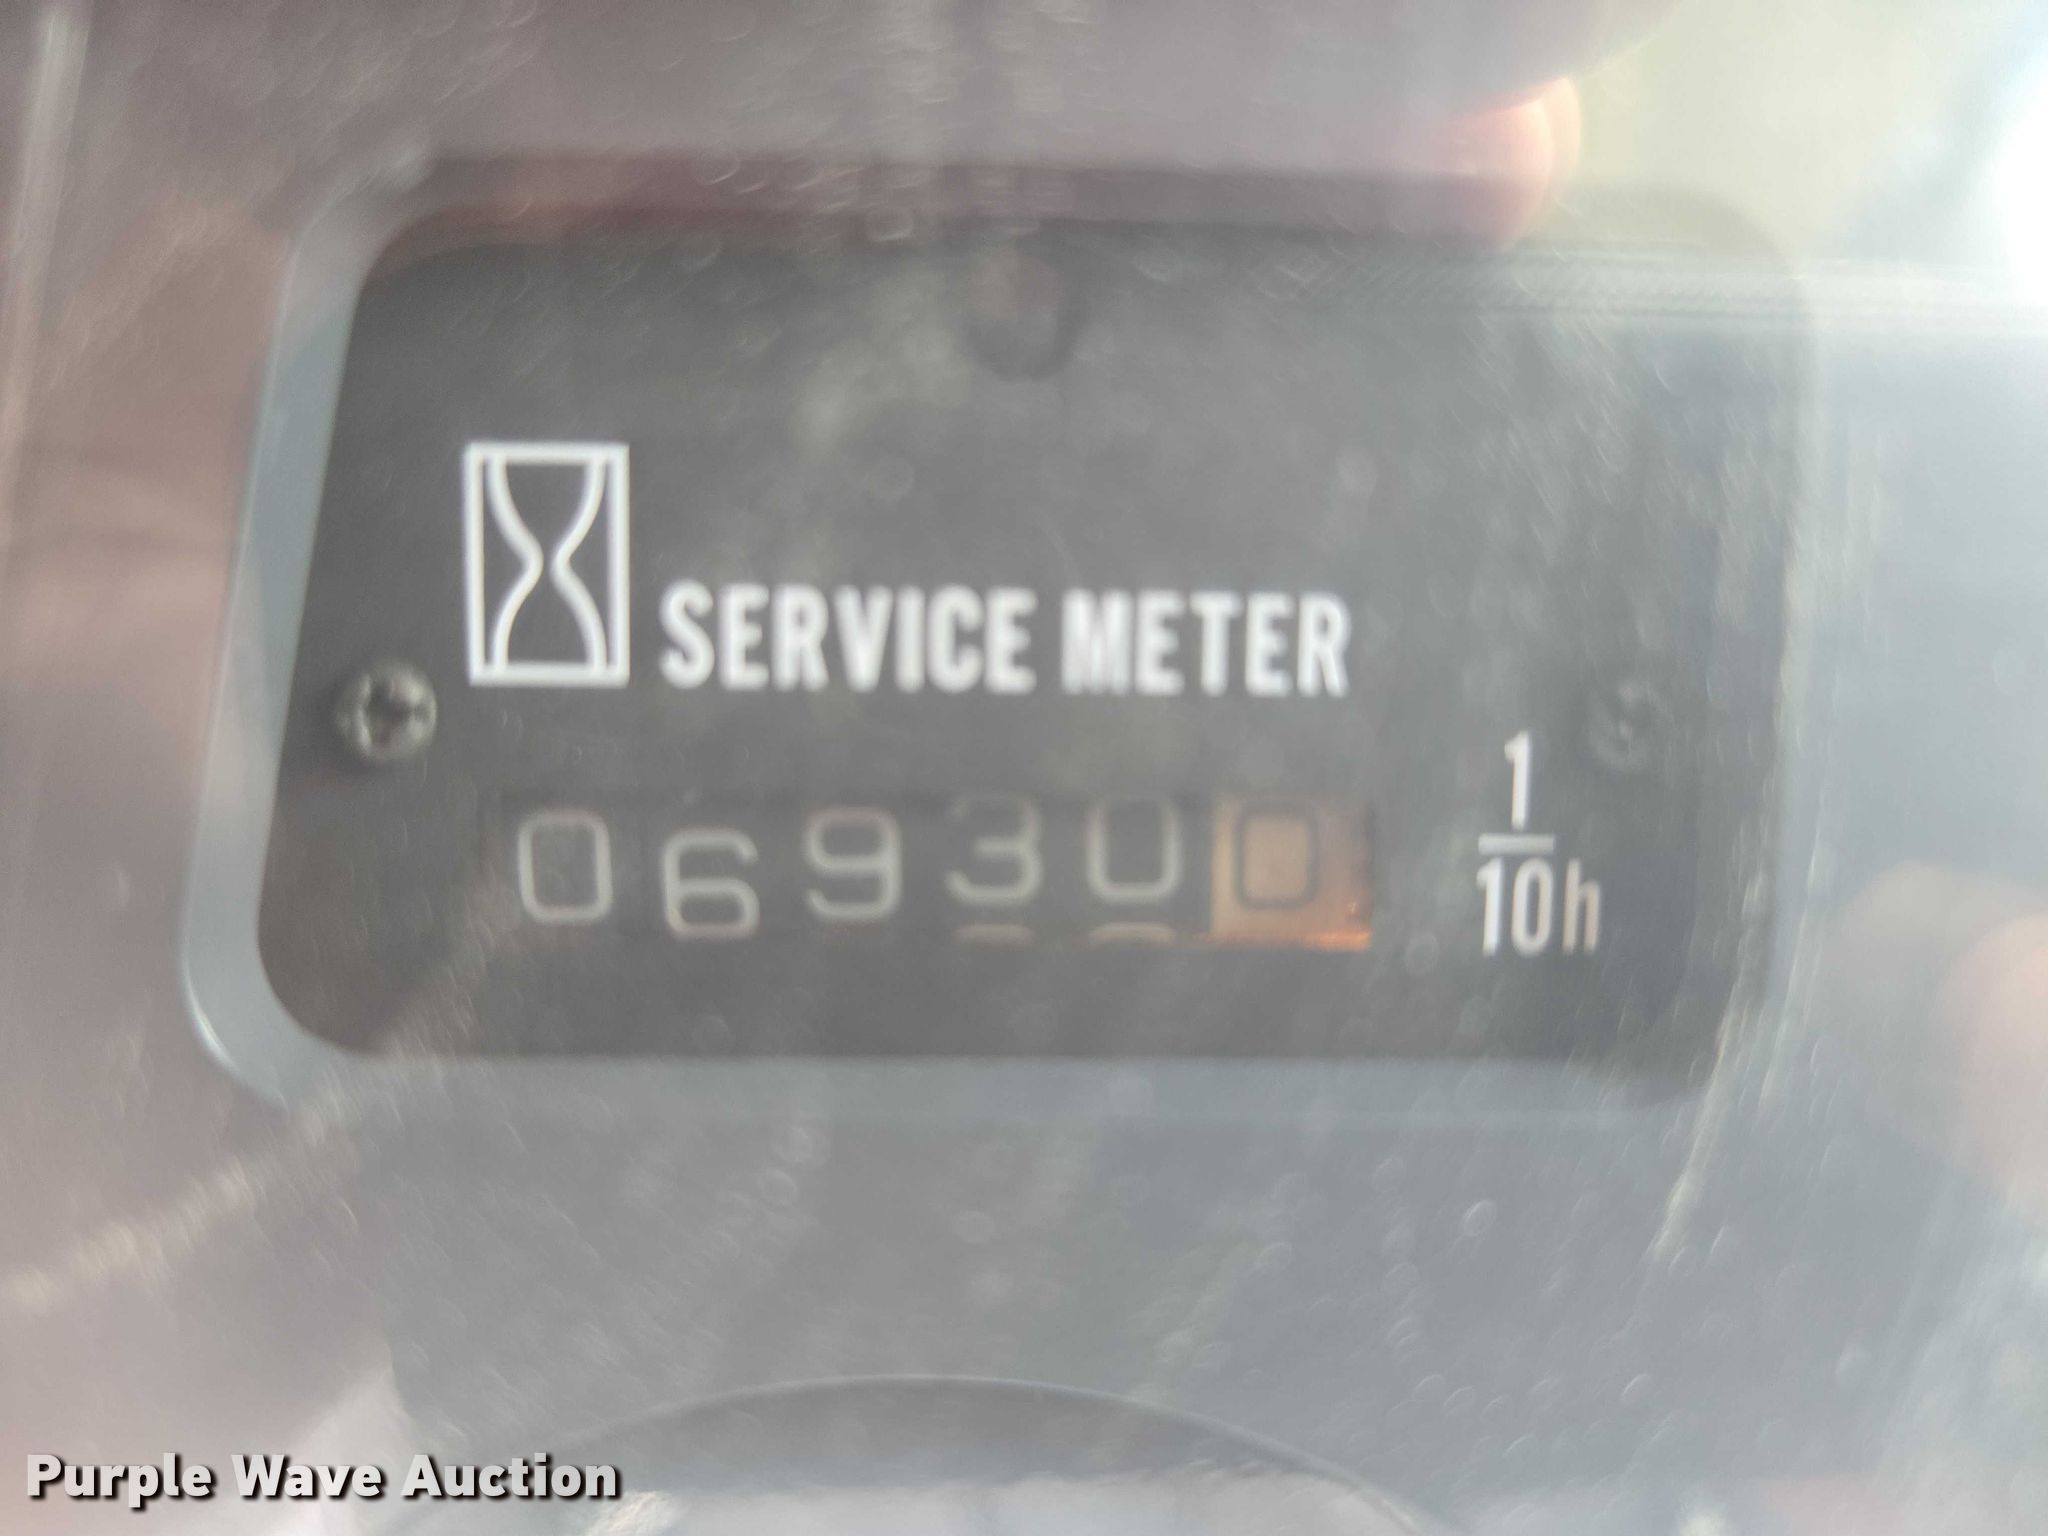 SERVICE METER
069300
1
10h
Purple Wave Auction